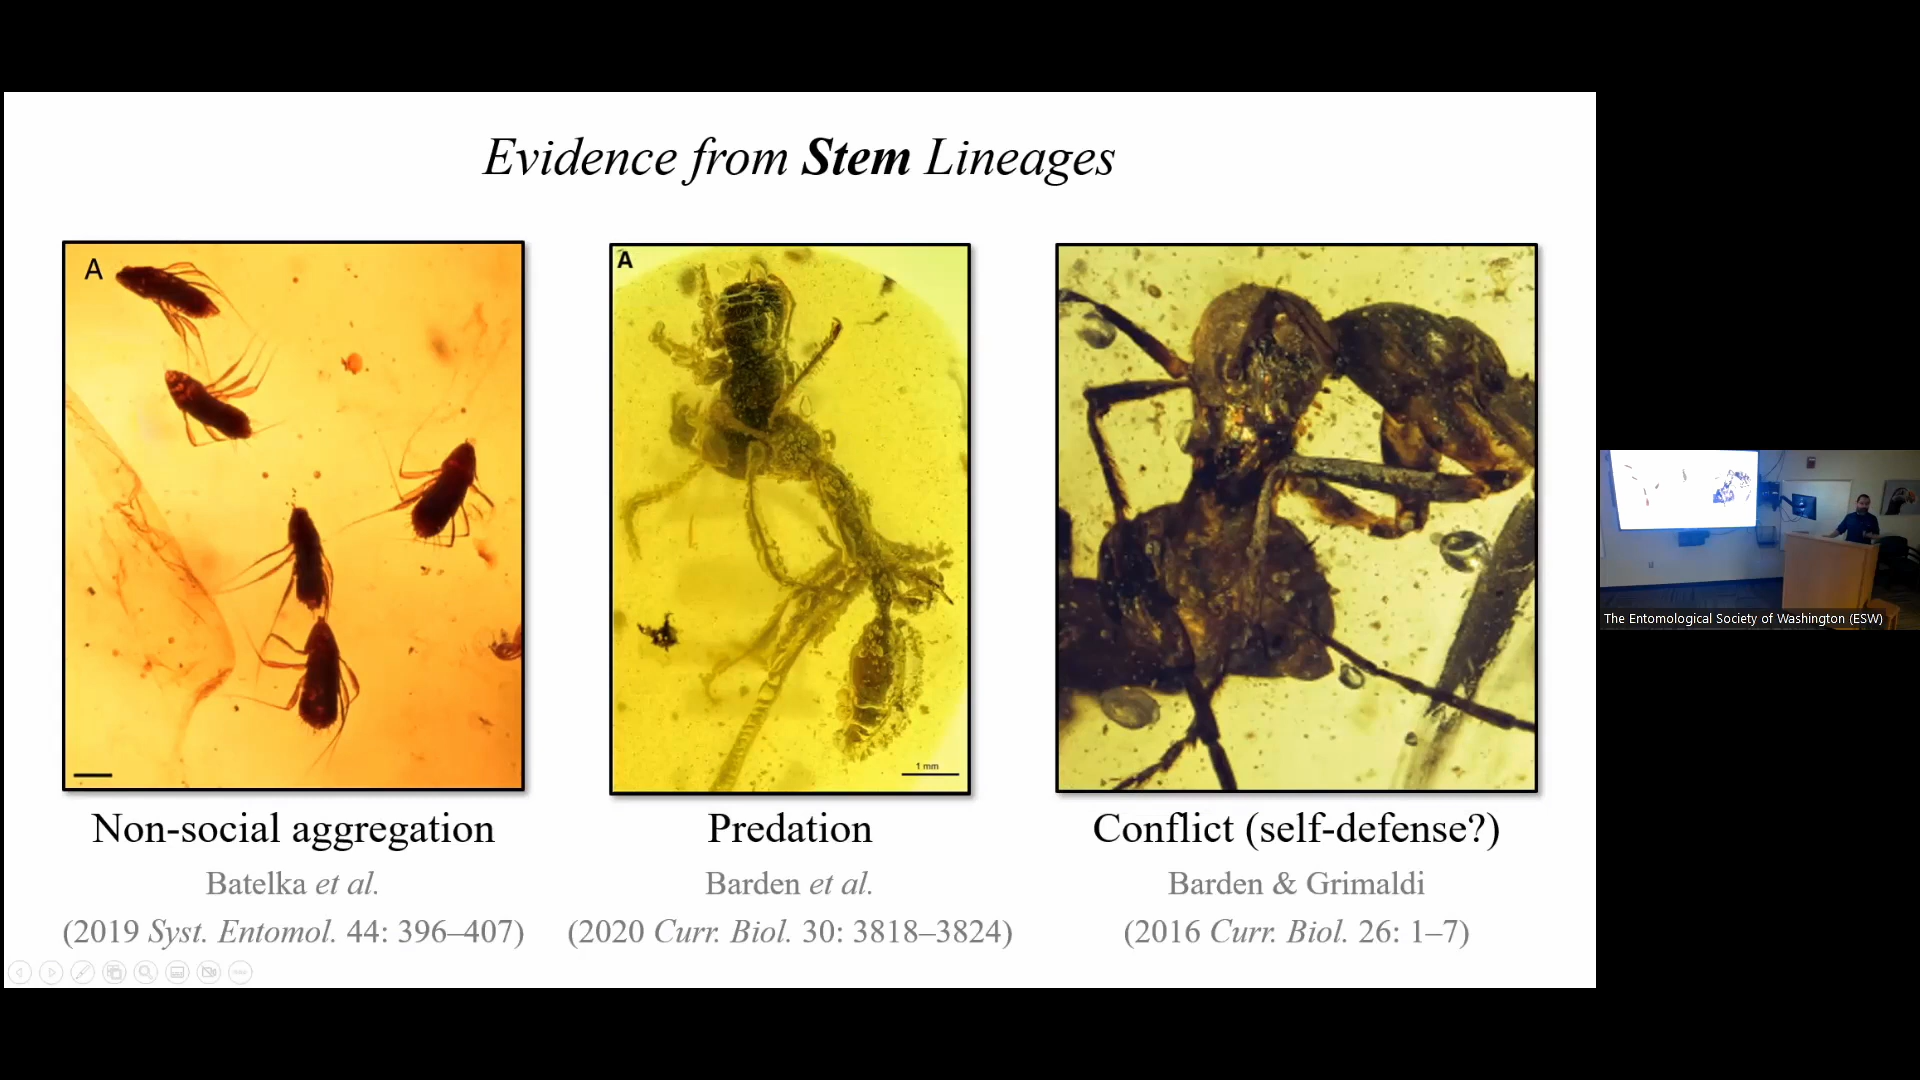 Evidence from Stem Lineages
A
A
1 mm
Non-social aggregation
Batelka et al.
(2019 Syst. Entomol. 44: 396–407)
Predation
Barden et al.
(2020 Curr. Biol. 30: 3818–3824)
Conflict (self-defense?)
Barden & Grimaldi
(2016 Curr. Biol. 26: 1–7)
The Entomological Society of Washington (ESW)